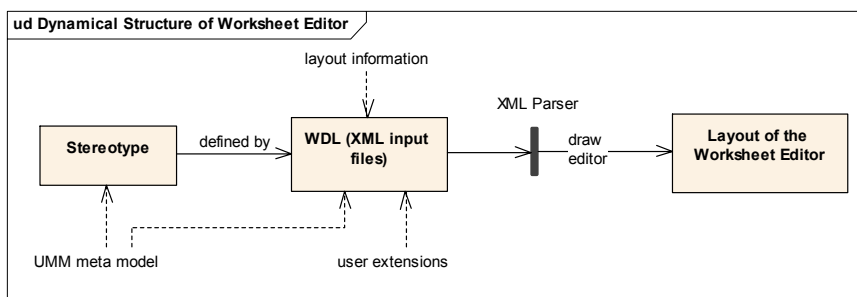 ud Dynamical Structure of Worksheet Editor
layout information
XML Parser
Stereotype
defined by
WDL (XML input
files)
draw
editor
Layout of the
Worksheet Editor
UMM meta model
user extensions